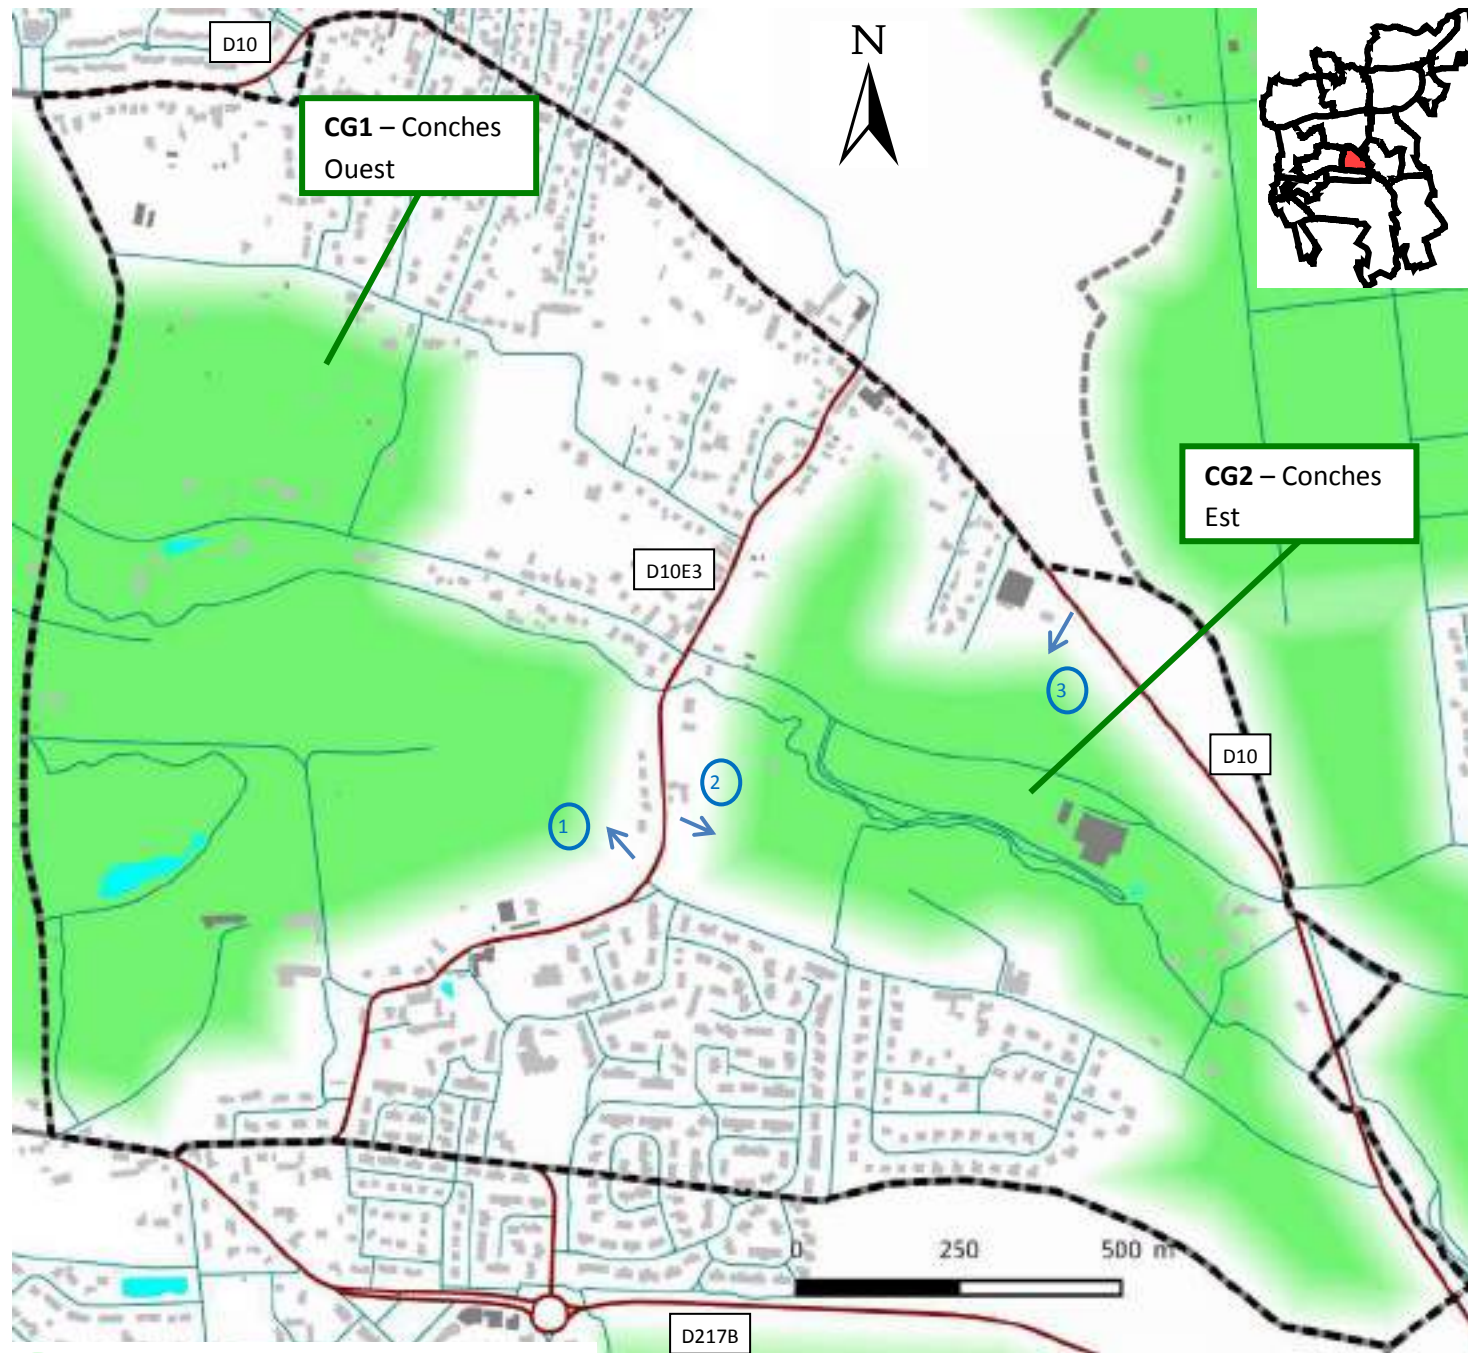 D10
N
CG1 – Conches
Ouest
CG2 – Conches
Est
D10E3
3
D10
2
1
0 250 500 m
D217B